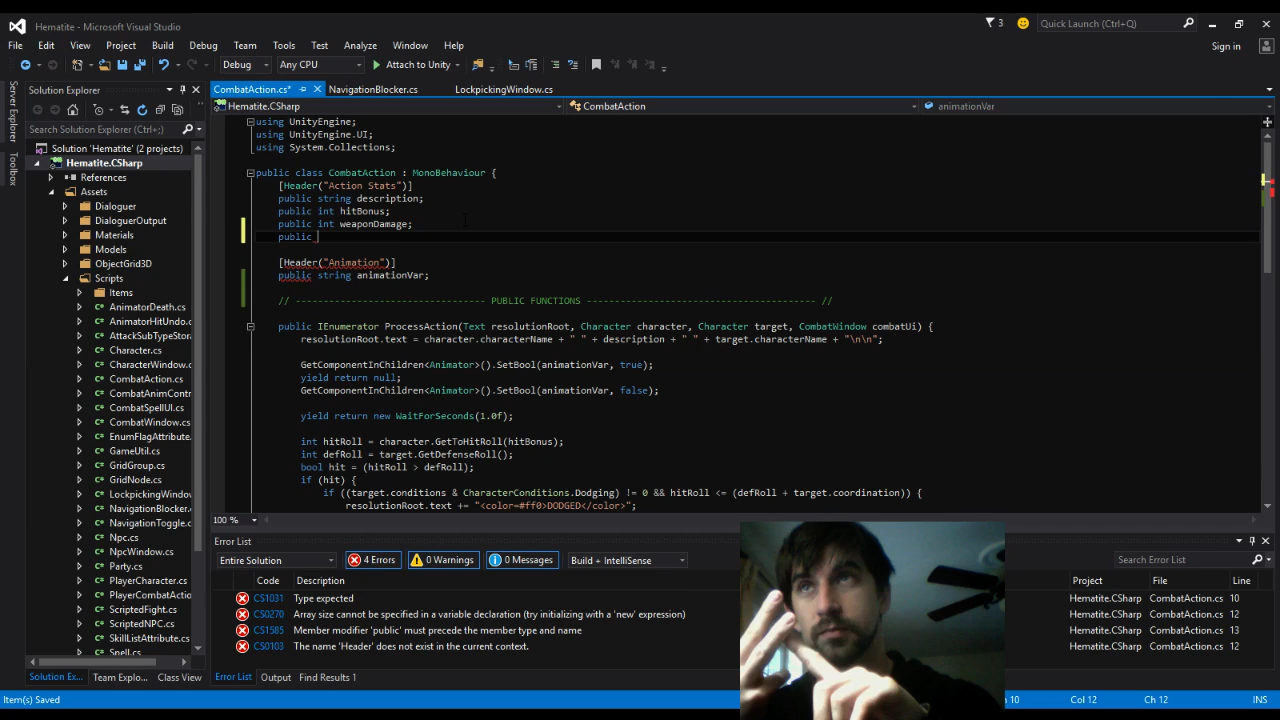 Hematite - Microsoft Visual Studio
3
Quick Launch (Ctrl+Q)
File Edit View Project Build Debug Team Tools Test Analyze Window Help
Sign in
Debug Any CPU Attach to Unity
Server Explorer
Toolbox
Solution Explorer
Search Solution Explorer (Ctrl+;)
Solution 'Hematite' (2 projects)
Hematite.CSharp
References
Assets
Dialoguer
DialoguerOutput
Materials
Models
ObjectGrid3D
Scripts
Items
AnimatorDeath.cs
AnimatorHitUndo.c
AttackSubTypeStor
Character.cs
CharacterWindow.c
CombatAction.cs
CombatAnimContr
CombatSpellUI.cs
CombatWindow.cs
EnumFlagAttribute.
GameUtil.cs
GridGroup.cs
GridNode.cs
LockpickingWindo
NavigationBlocker.
NavigationToggle.c
Npc.cs
NpcWindow.cs
Party.cs
PlayerCharacter.cs
PlayerCombatActio
ScriptedFight.cs
ScriptedNPC.cs
SkillListAttribute.cs
Spell.cs
Solution Ex... Team Explo... Class View
CombatAction.cs* NavigationBlocker.cs LockpickingWindow.cs
Hematite.CSharp CombatAction animationVar
using UnityEngine;
using UnityEngine.UI;
using System.Collections;
public class CombatAction : MonoBehaviour {
[Header("Action Stats")]
public string description;
public int hitBonus;
public int weaponDamage;
public
[Header("Animation")]
public string animationVar;
// ---------------------------------- PUBLIC FUNCTIONS ----------------------------------------- //
public IEnumerator ProcessAction(Text resolutionRoot, Character character, Character target, CombatWindow combatUi) {
resolutionRoot.text = character.characterName + " " + description + " " + target.characterName + "\n\n";
GetComponentInChildren<Animator>().SetBool(animationVar, true);
yield return null;
GetComponentInChildren<Animator>().SetBool(animationVar, false);
yield return new WaitForSeconds(1.0f);
int hitRoll = character.GetToHitRoll(hitBonus);
int defRoll = target.GetDefenseRoll();
bool hit = (hitRoll > defRoll);
if (hit) {
if ((target.conditions & CharacterConditions.Dodging) != 0 && hitRoll <= (defRoll + target.coordination)) {
resolutionRoot.text += "<color=#ff0>DODGED</color>";
100 %
Error List
Entire Solution 4 Errors 0 Warnings 0 Messages Build + IntelliSense Search Error List
Code Description Project File Line
CS1031 Type expected Hematite.CSharp CombatAction.cs 10
CS0270 Array size cannot be specified in a variable declaration (try initializing with a 'new' expression) Hematite.CSharp CombatAction.cs 12
CS1585 Member modifier 'public' must precede the member type and name Hematite.CSharp CombatAction.cs 13
CS0103 The name 'Header' does not exist in the current context. Hematite.CSharp CombatAction.cs 12
Error List Output Find Results 1
Item(s) Saved 10 Col 12 Ch 12 INS